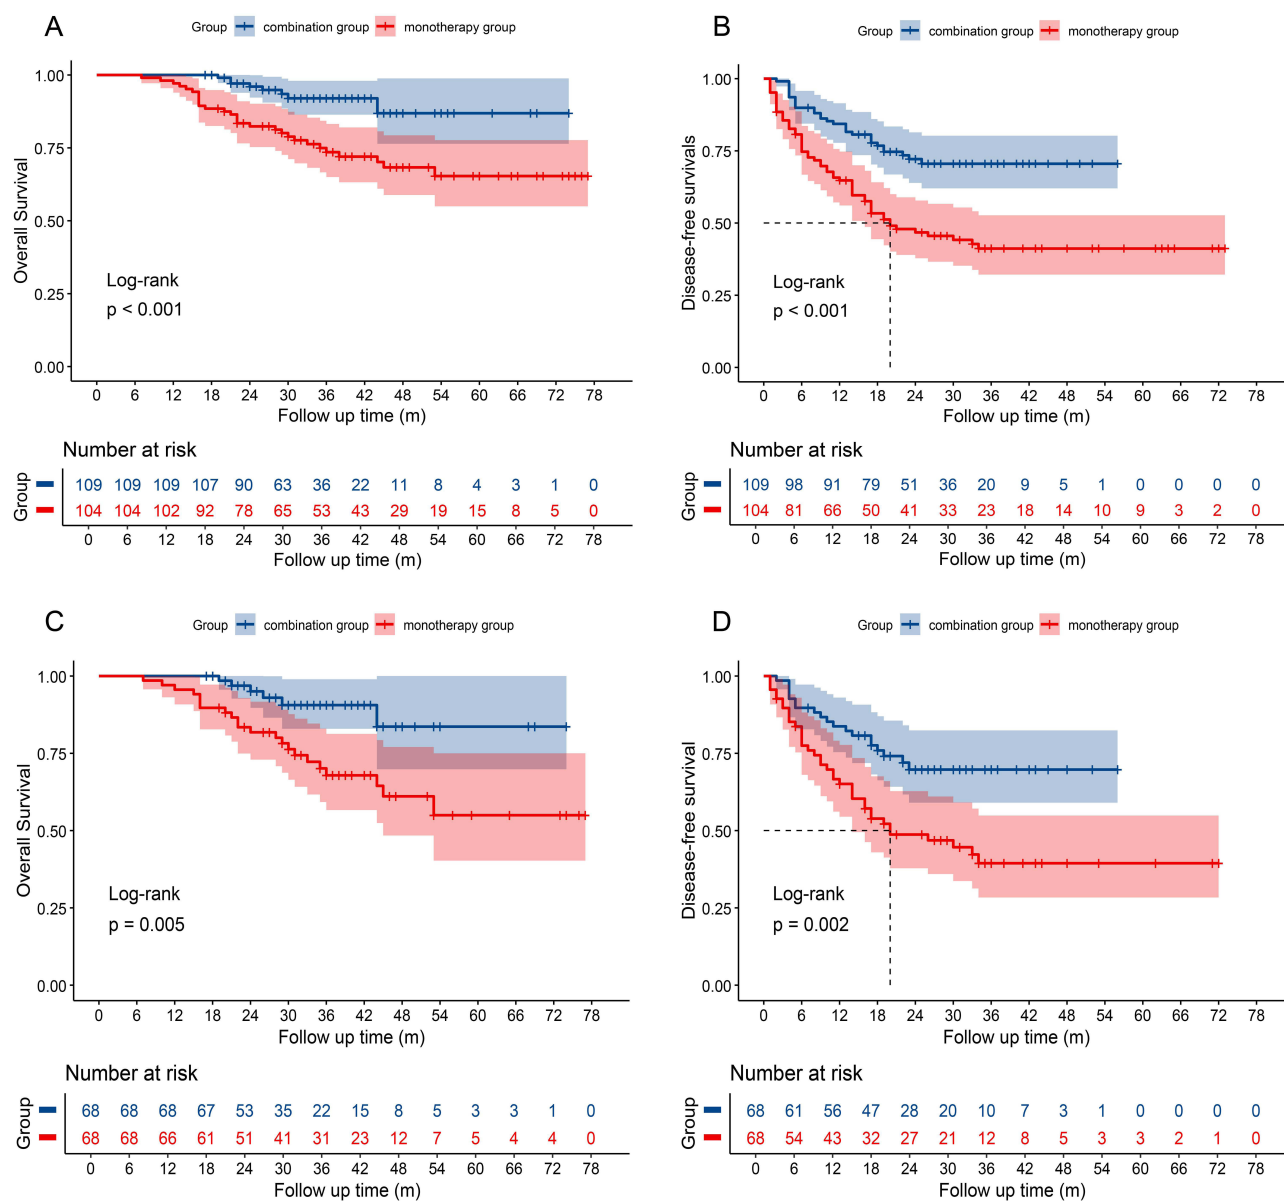 A
Group combination group monotherapy group
1.00
0.75
0.50
0.25
0.00
Overall Survival
Log-rank
p < 0.001
0 6 12 18 24 30 36 42 48 54 60 66 72 78
Follow up time (m)
Number at risk
Group
109 109 109 107 90 63 36 22 11 8 4 3 1 0
104 104 102 92 78 65 53 43 29 19 15 8 5 0
0 6 12 18 24 30 36 42 48 54 60 66 72 78
Follow up time (m)
B
Group combination group monotherapy group
1.00
0.75
0.50
0.25
0.00
Disease-free survivals
Log-rank
p < 0.001
0 6 12 18 24 30 36 42 48 54 60 66 72 78
Follow up time (m)
Number at risk
Group
109 98 91 79 51 36 20 9 5 1 0 0 0 0
104 81 66 50 41 33 23 18 14 10 9 3 2 0
0 6 12 18 24 30 36 42 48 54 60 66 72 78
Follow up time (m)
C
Group combination group monotherapy group
1.00
0.75
0.50
0.25
0.00
Overall Survival
Log-rank
p = 0.005
0 6 12 18 24 30 36 42 48 54 60 66 72 78
Follow up time (m)
Number at risk
Group
68 68 68 67 53 35 22 15 8 5 3 3 1 0
68 68 66 61 51 41 31 23 12 7 5 4 4 0
0 6 12 18 24 30 36 42 48 54 60 66 72 78
Follow up time (m)
D
Group combination group monotherapy group
1.00
0.75
0.50
0.25
0.00
Disease-free survival
Log-rank
p = 0.002
0 6 12 18 24 30 36 42 48 54 60 66 72 78
Follow up time (m)
Number at risk
Group
68 61 56 47 28 20 10 7 3 1 0 0 0 0
68 54 43 32 27 21 12 8 5 3 3 2 1 0
0 6 12 18 24 30 36 42 48 54 60 66 72 78
Follow up time (m)